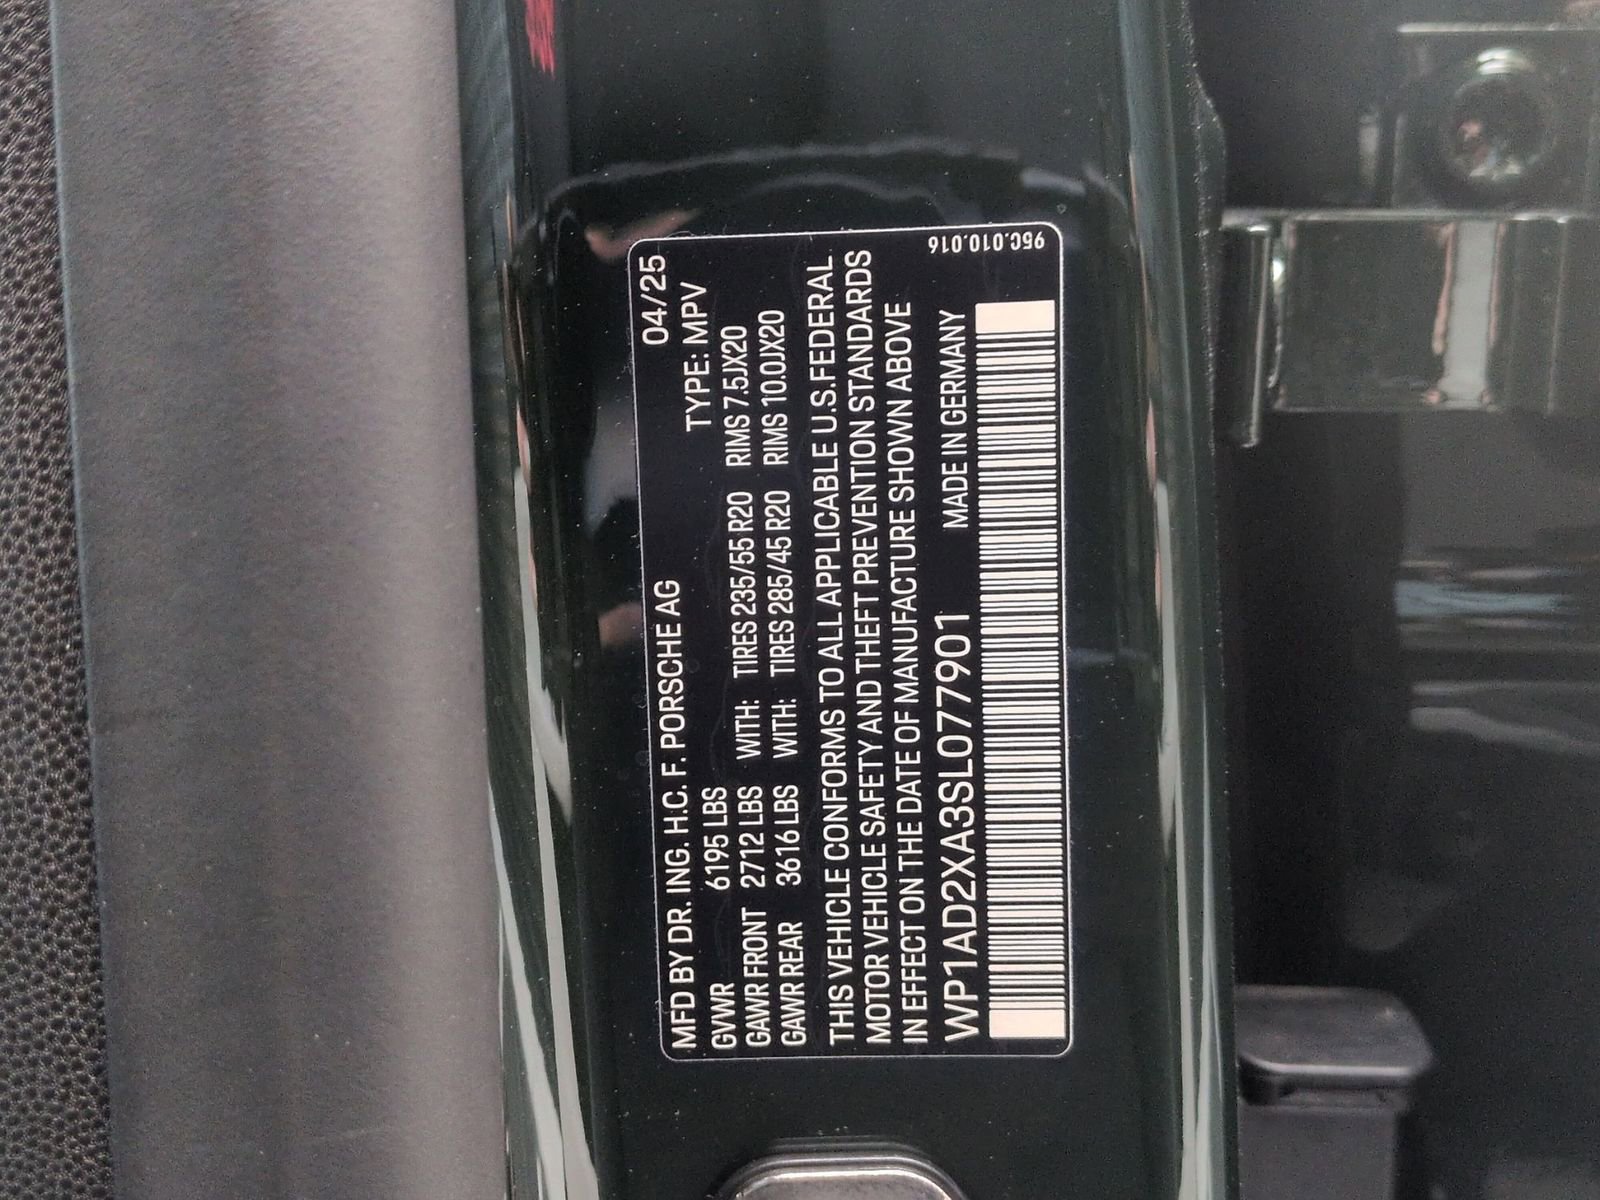 MFD BY DR. ING. H.C. F. PORSCHE AG 04/25
GVWR 6195 LBS TYPE: MPV
GAWR FRONT 2712 LBS WITH: TIRES 235/55 R20 RIMS 7.5JX20
GAWR REAR 3616 LBS WITH: TIRES 285/45 R20 RIMS 10.0JX20
THIS VEHICLE CONFORMS TO ALL APPLICABLE U.S.FEDERAL
MOTOR VEHICLE SAFETY AND THEFT PREVENTION STANDARDS
IN EFFECT ON THE DATE OF MANUFACTURE SHOWN ABOVE
WP1AD2XA3SL077901 MADE IN GERMANY
95C.010.016